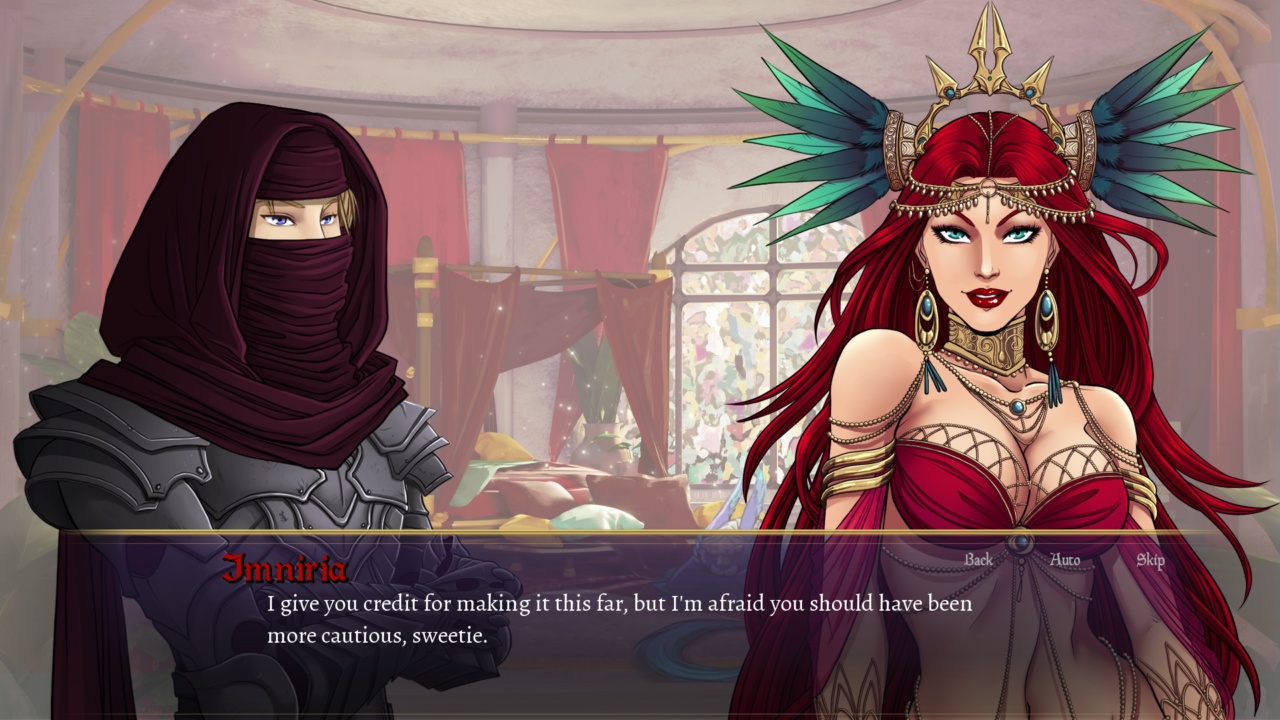 Imniria
Back Auto Skip
I give you credit for making it this far, but I'm afraid you should have been
more cautious, sweetie.